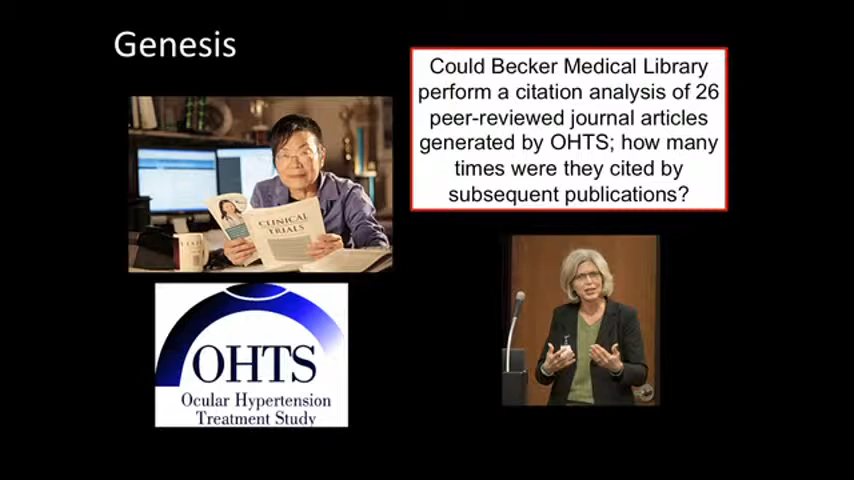 Genesis
Could Becker Medical Library
perform a citation analysis of 26
peer-reviewed journal articles
generated by OHTS; how many
times were they cited by
subsequent publications?
CLINICAL
TRIALS
OHTS
Ocular Hypertension
Treatment Study